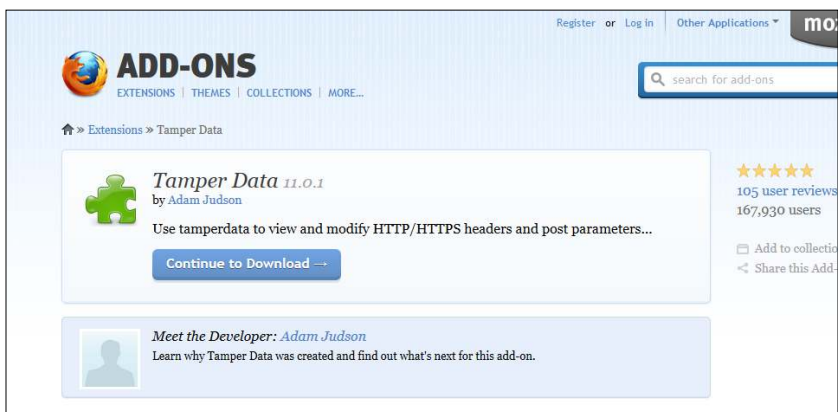 Register or Log in Other Applications
ADD-ONS
EXTENSIONS | THEMES | COLLECTIONS | MORE...
search for add-ons
» Extensions » Tamper Data
Tamper Data 11.0.1
by Adam Judson
Use tamperdata to view and modify HTTP/HTTPS headers and post parameters...
Continue to Download →
105 user reviews
167,930 users
Add to collectio
Share this Add-
Meet the Developer: Adam Judson
Learn why Tamper Data was created and find out what's next for this add-on.